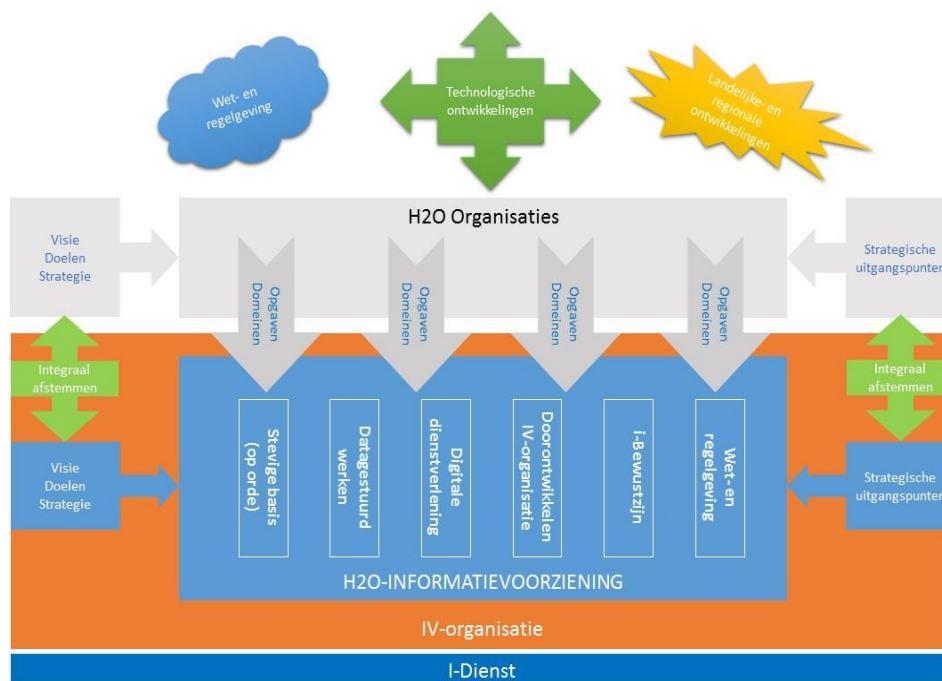 Wet- en
regelgeving
Technologische
ontwikkelingen
Landelijke- en
regionale
ontwikkelingen
H2O Organisaties
Visie
Doelen
Strategie
Strategische
uitgangspunten
Opgaven
Domeinen
Opgaven
Domeinen
Opgaven
Domeinen
Opgaven
Domeinen
Integraal
afstemmen
Integraal
afstemmen
Visie
Doelen
Strategie
Strategische
uitgangspunten
Stevige basis
(op orde)
Datagestuurd
werken
Digitale
dienstverlening
Doorontwikkelen
IV-organisatie
i-Bewustzijn
Wet- en
regelgeving
H2O-INFORMATIEVOORZIENING
IV-organisatie
I-Dienst